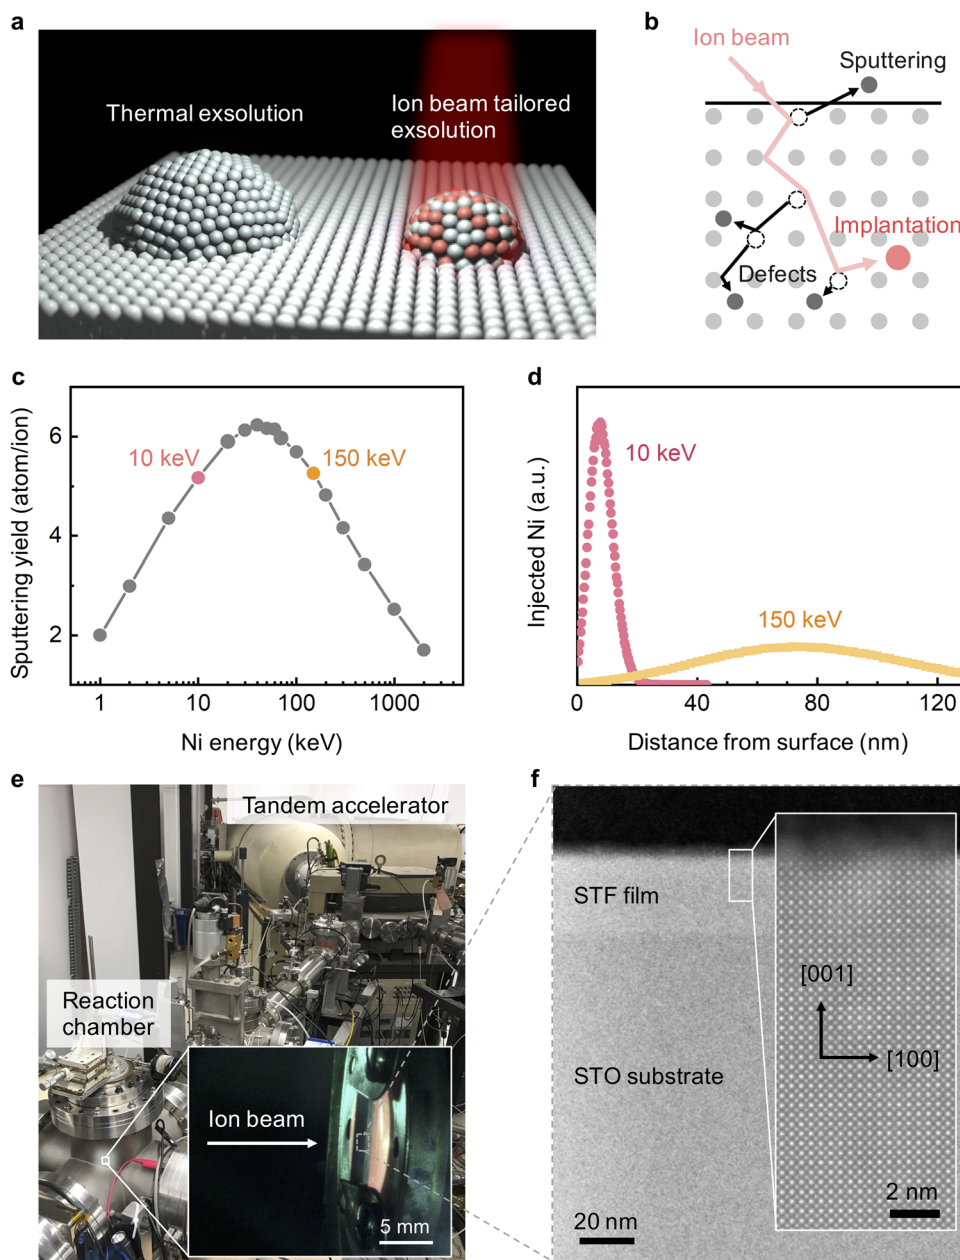 a
Thermal exsolution
Ion beam tailored
exsolution
b
Ion beam
Sputtering
Implantation
Defects
c
Sputtering yield (atom/ion)
6
4
2
10 keV
150 keV
1
10
100
1000
Ni energy (keV)
d
Injected Ni (a.u.)
10 keV
150 keV
0
40
80
120
Distance from surface (nm)
e
Tandem accelerator
Reaction
chamber
Ion beam
5 mm
f
STF film
[001]
[100]
STO substrate
2 nm
20 nm